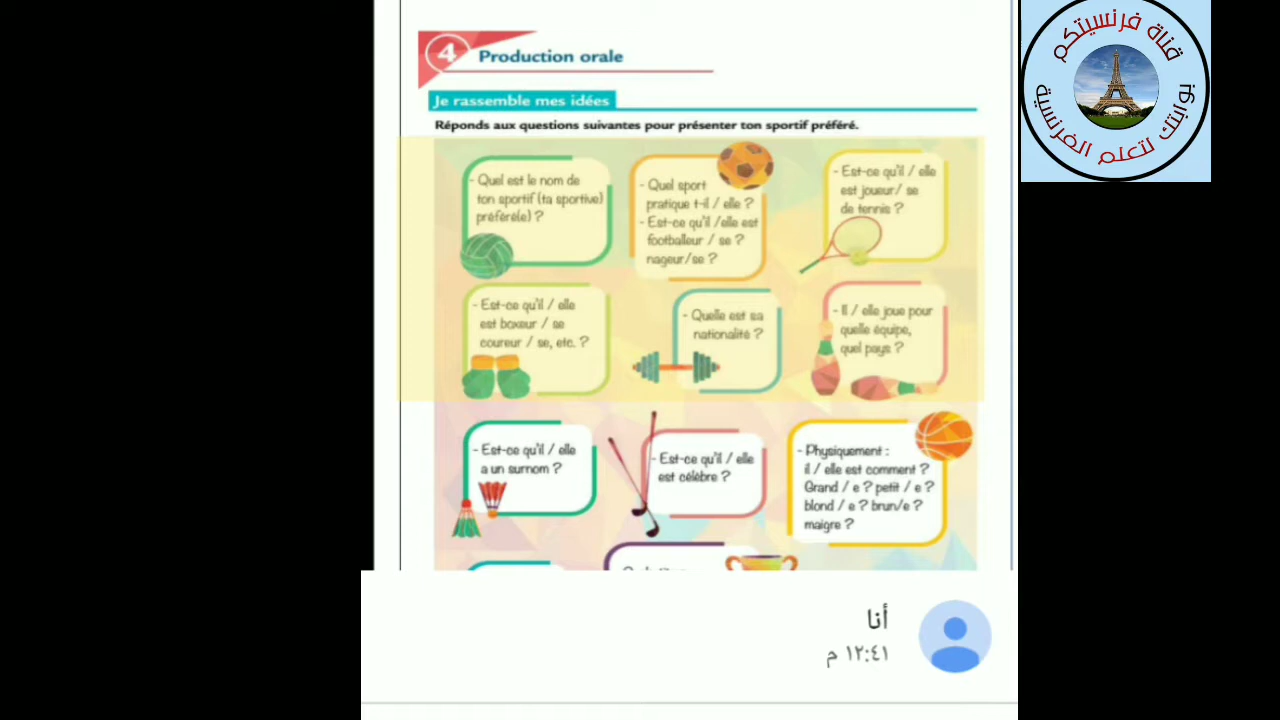 4 Production orale
Je rassemble mes idées
Réponds aux questions suivantes pour présenter ton sportif préféré.
- Quel est le nom de
ton sportif (ta sportive)
préféré(e) ?
- Quel sport
pratique t-il / elle ?
- Est-ce qu'il /elle est
footballeur / se ?
nageur/se ?
- Est-ce qu'il / elle
est joueur/ se
de tennis ?
- Est-ce qu'il / elle
est boxeur / se
coureur / se, etc. ?
- Quelle est sa
nationalité ?
- Il / elle joue pour
quelle équipe,
quel pays ?
- Est-ce qu'il / elle
a un surnom ?
- Est-ce qu'il / elle
est célèbre ?
- Physiquement :
il / elle est comment ?
Grand / e ? petit / e ?
blond / e ? brun/e ?
maigre ?
أنا
١٢:٤١ م
قناة فرنسيتكم
بوابتك لتعلم الفرنسية